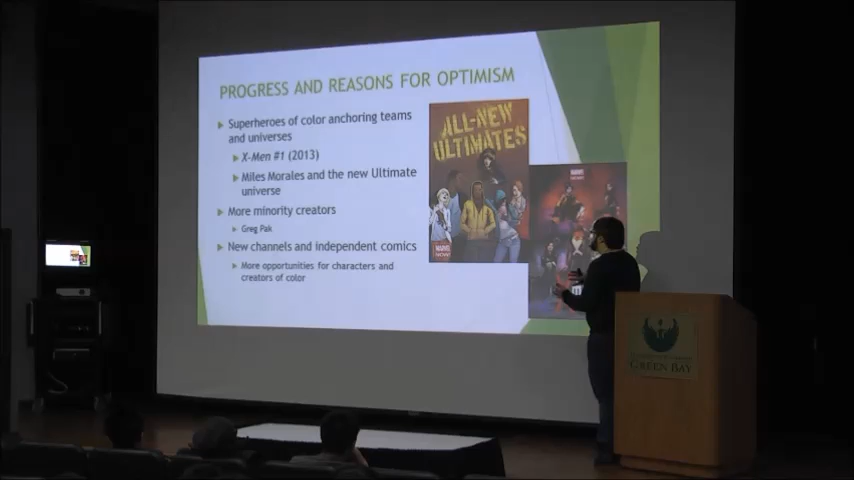 PROGRESS AND REASONS FOR OPTIMISM
Superheroes of color anchoring teams
and universes
X-Men #1 (2013)
Miles Morales and the new Ultimate
universe
More minority creators
Greg Pak
New channels and independent comics
More opportunities for characters and
creators of color
ALL-NEW
ULTIMATES
MARVEL
GREEN BAY